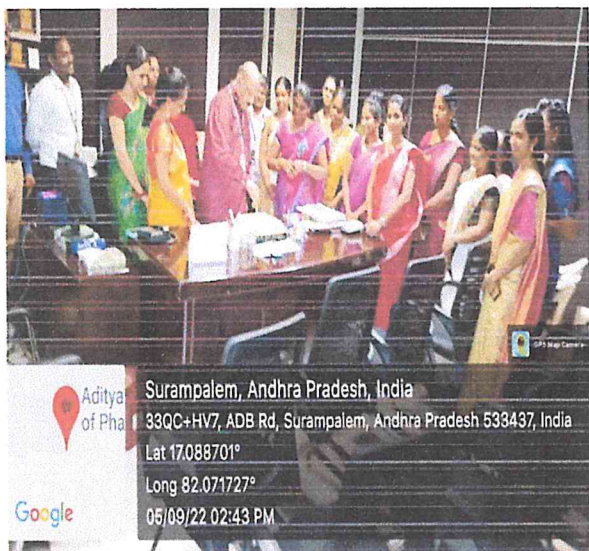 GPS Map Camera
Aditya
of Pha
Google
Surampalem, Andhra Pradesh, India
33QC+HV7, ADB Rd, Surampalem, Andhra Pradesh 533437, India
Lat 17.088701°
Long 82.071727°
05/09/22 02:43 PM